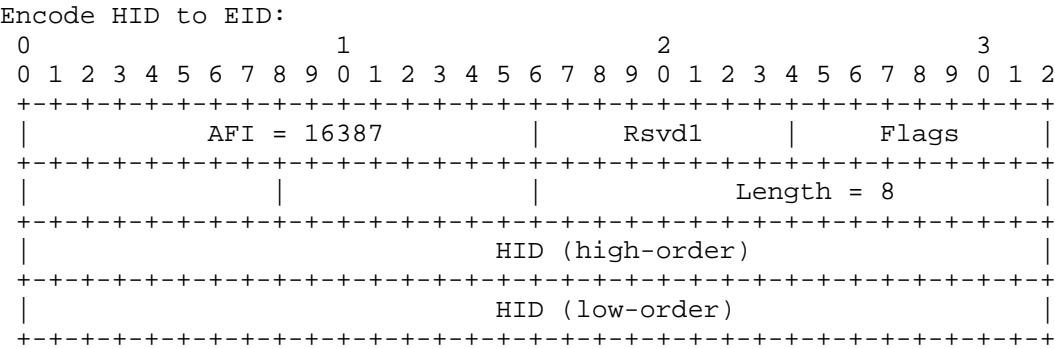 Encode HID to EID:
 0                   1                   2                   3
 0 1 2 3 4 5 6 7 8 9 0 1 2 3 4 5 6 7 8 9 0 1 2 3 4 5 6 7 8 9 0 1 2
 +-+-+-+-+-+-+-+-+-+-+-+-+-+-+-+-+-+-+-+-+-+-+-+-+-+-+-+-+-+-+-+-+
 |           AFI = 16387         |     Rsvd1     |     Flags     |
 +-+-+-+-+-+-+-+-+-+-+-+-+-+-+-+-+-+-+-+-+-+-+-+-+-+-+-+-+-+-+-+-+
 |               |               |            Length = 8         |
 +-+-+-+-+-+-+-+-+-+-+-+-+-+-+-+-+-+-+-+-+-+-+-+-+-+-+-+-+-+-+-+-+
 |                             HID (high-order)                  |
 +-+-+-+-+-+-+-+-+-+-+-+-+-+-+-+-+-+-+-+-+-+-+-+-+-+-+-+-+-+-+-+-+
 |                             HID (low-order)                   |
 +-+-+-+-+-+-+-+-+-+-+-+-+-+-+-+-+-+-+-+-+-+-+-+-+-+-+-+-+-+-+-+-+